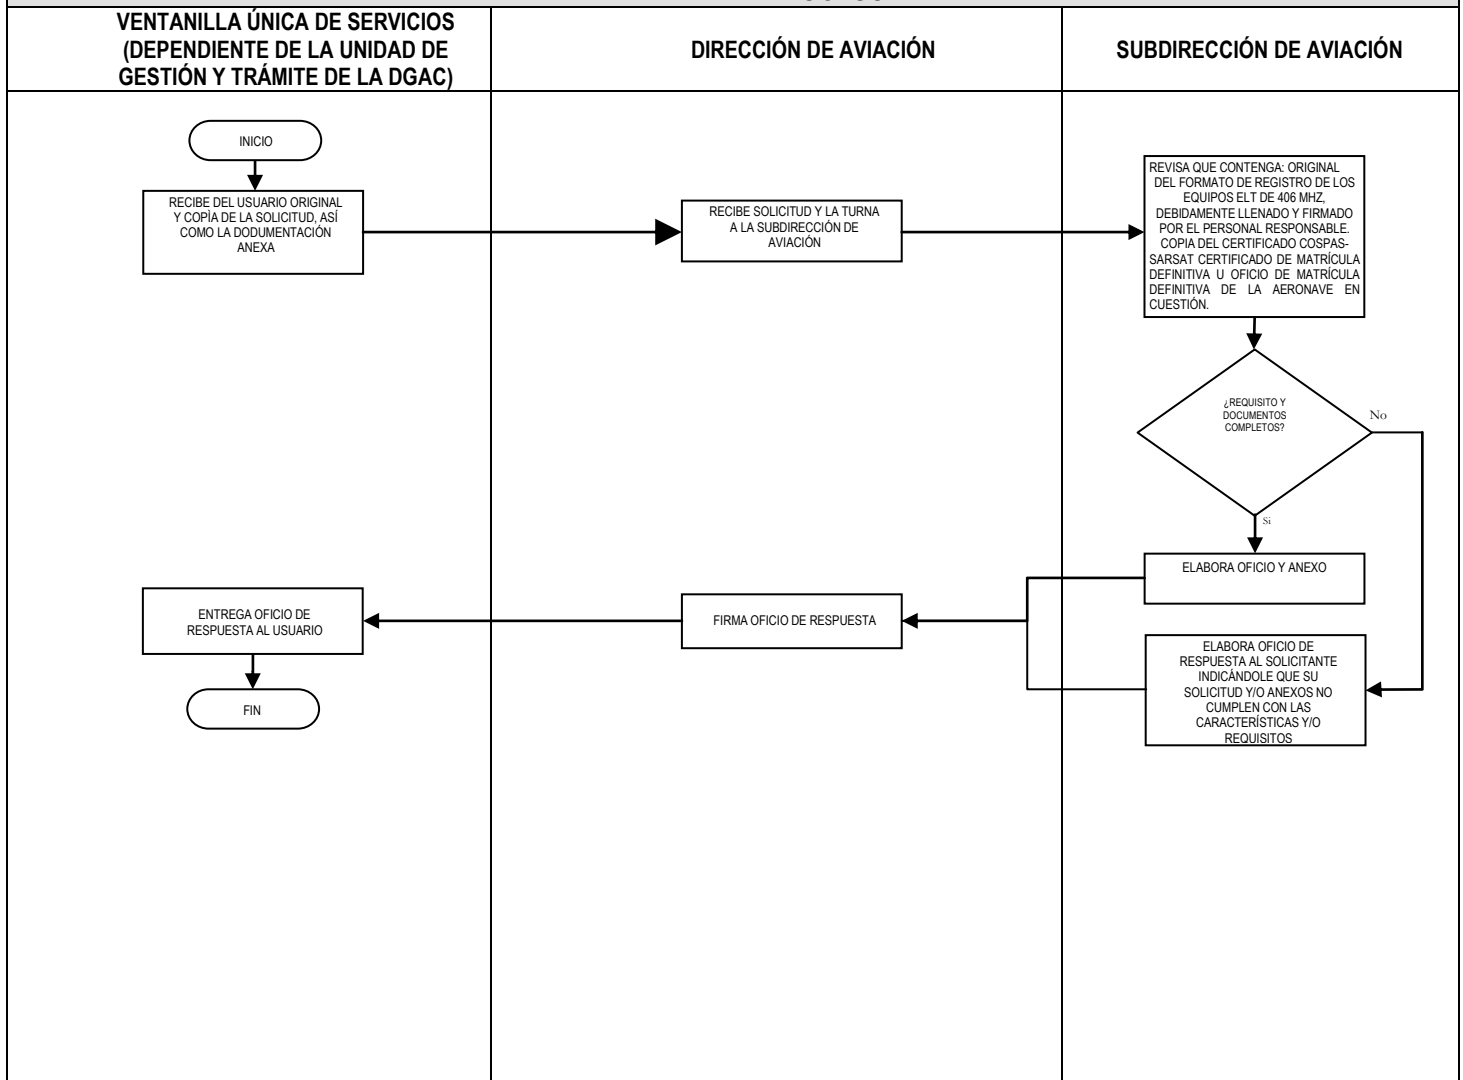 VENTANILLA ÚNICA DE SERVICIOS
(DEPENDIENTE DE LA UNIDAD DE
GESTIÓN Y TRÁMITE DE LA DGAC)
DIRECCIÓN DE AVIACIÓN
SUBDIRECCIÓN DE AVIACIÓN
INICIO
RECIBE DEL USUARIO ORIGINAL
Y COPÌA DE LA SOLICITUD, ASÍ
COMO LA DODUMENTACIÓN
ANEXA
RECIBE SOLICITUD Y LA TURNA
A LA SUBDIRECCIÓN DE
AVIACIÓN
REVISA QUE CONTENGA: ORIGINAL
DEL FORMATO DE REGISTRO DE LOS
EQUIPOS ELT DE 406 MHZ,
DEBIDAMENTE LLENADO Y FIRMADO
POR EL PERSONAL RESPONSABLE.
COPIA DEL CERTIFICADO COSPAS-
SARSAT CERTIFICADO DE MATRÍCULA
DEFINITIVA U OFICIO DE MATRÍCULA
DEFINITIVA DE LA AERONAVE EN
CUESTIÓN.
¿REQUISITO Y
DOCUMENTOS
COMPLETOS?
No
Si
ELABORA OFICIO Y ANEXO
ELABORA OFICIO DE
RESPUESTA AL SOLICITANTE
INDICÁNDOLE QUE SU
SOLICITUD Y/O ANEXOS NO
CUMPLEN CON LAS
CARACTERÍSTICAS Y/O
REQUISITOS
FIRMA OFICIO DE RESPUESTA
ENTREGA OFICIO DE
RESPUESTA AL USUARIO
FIN